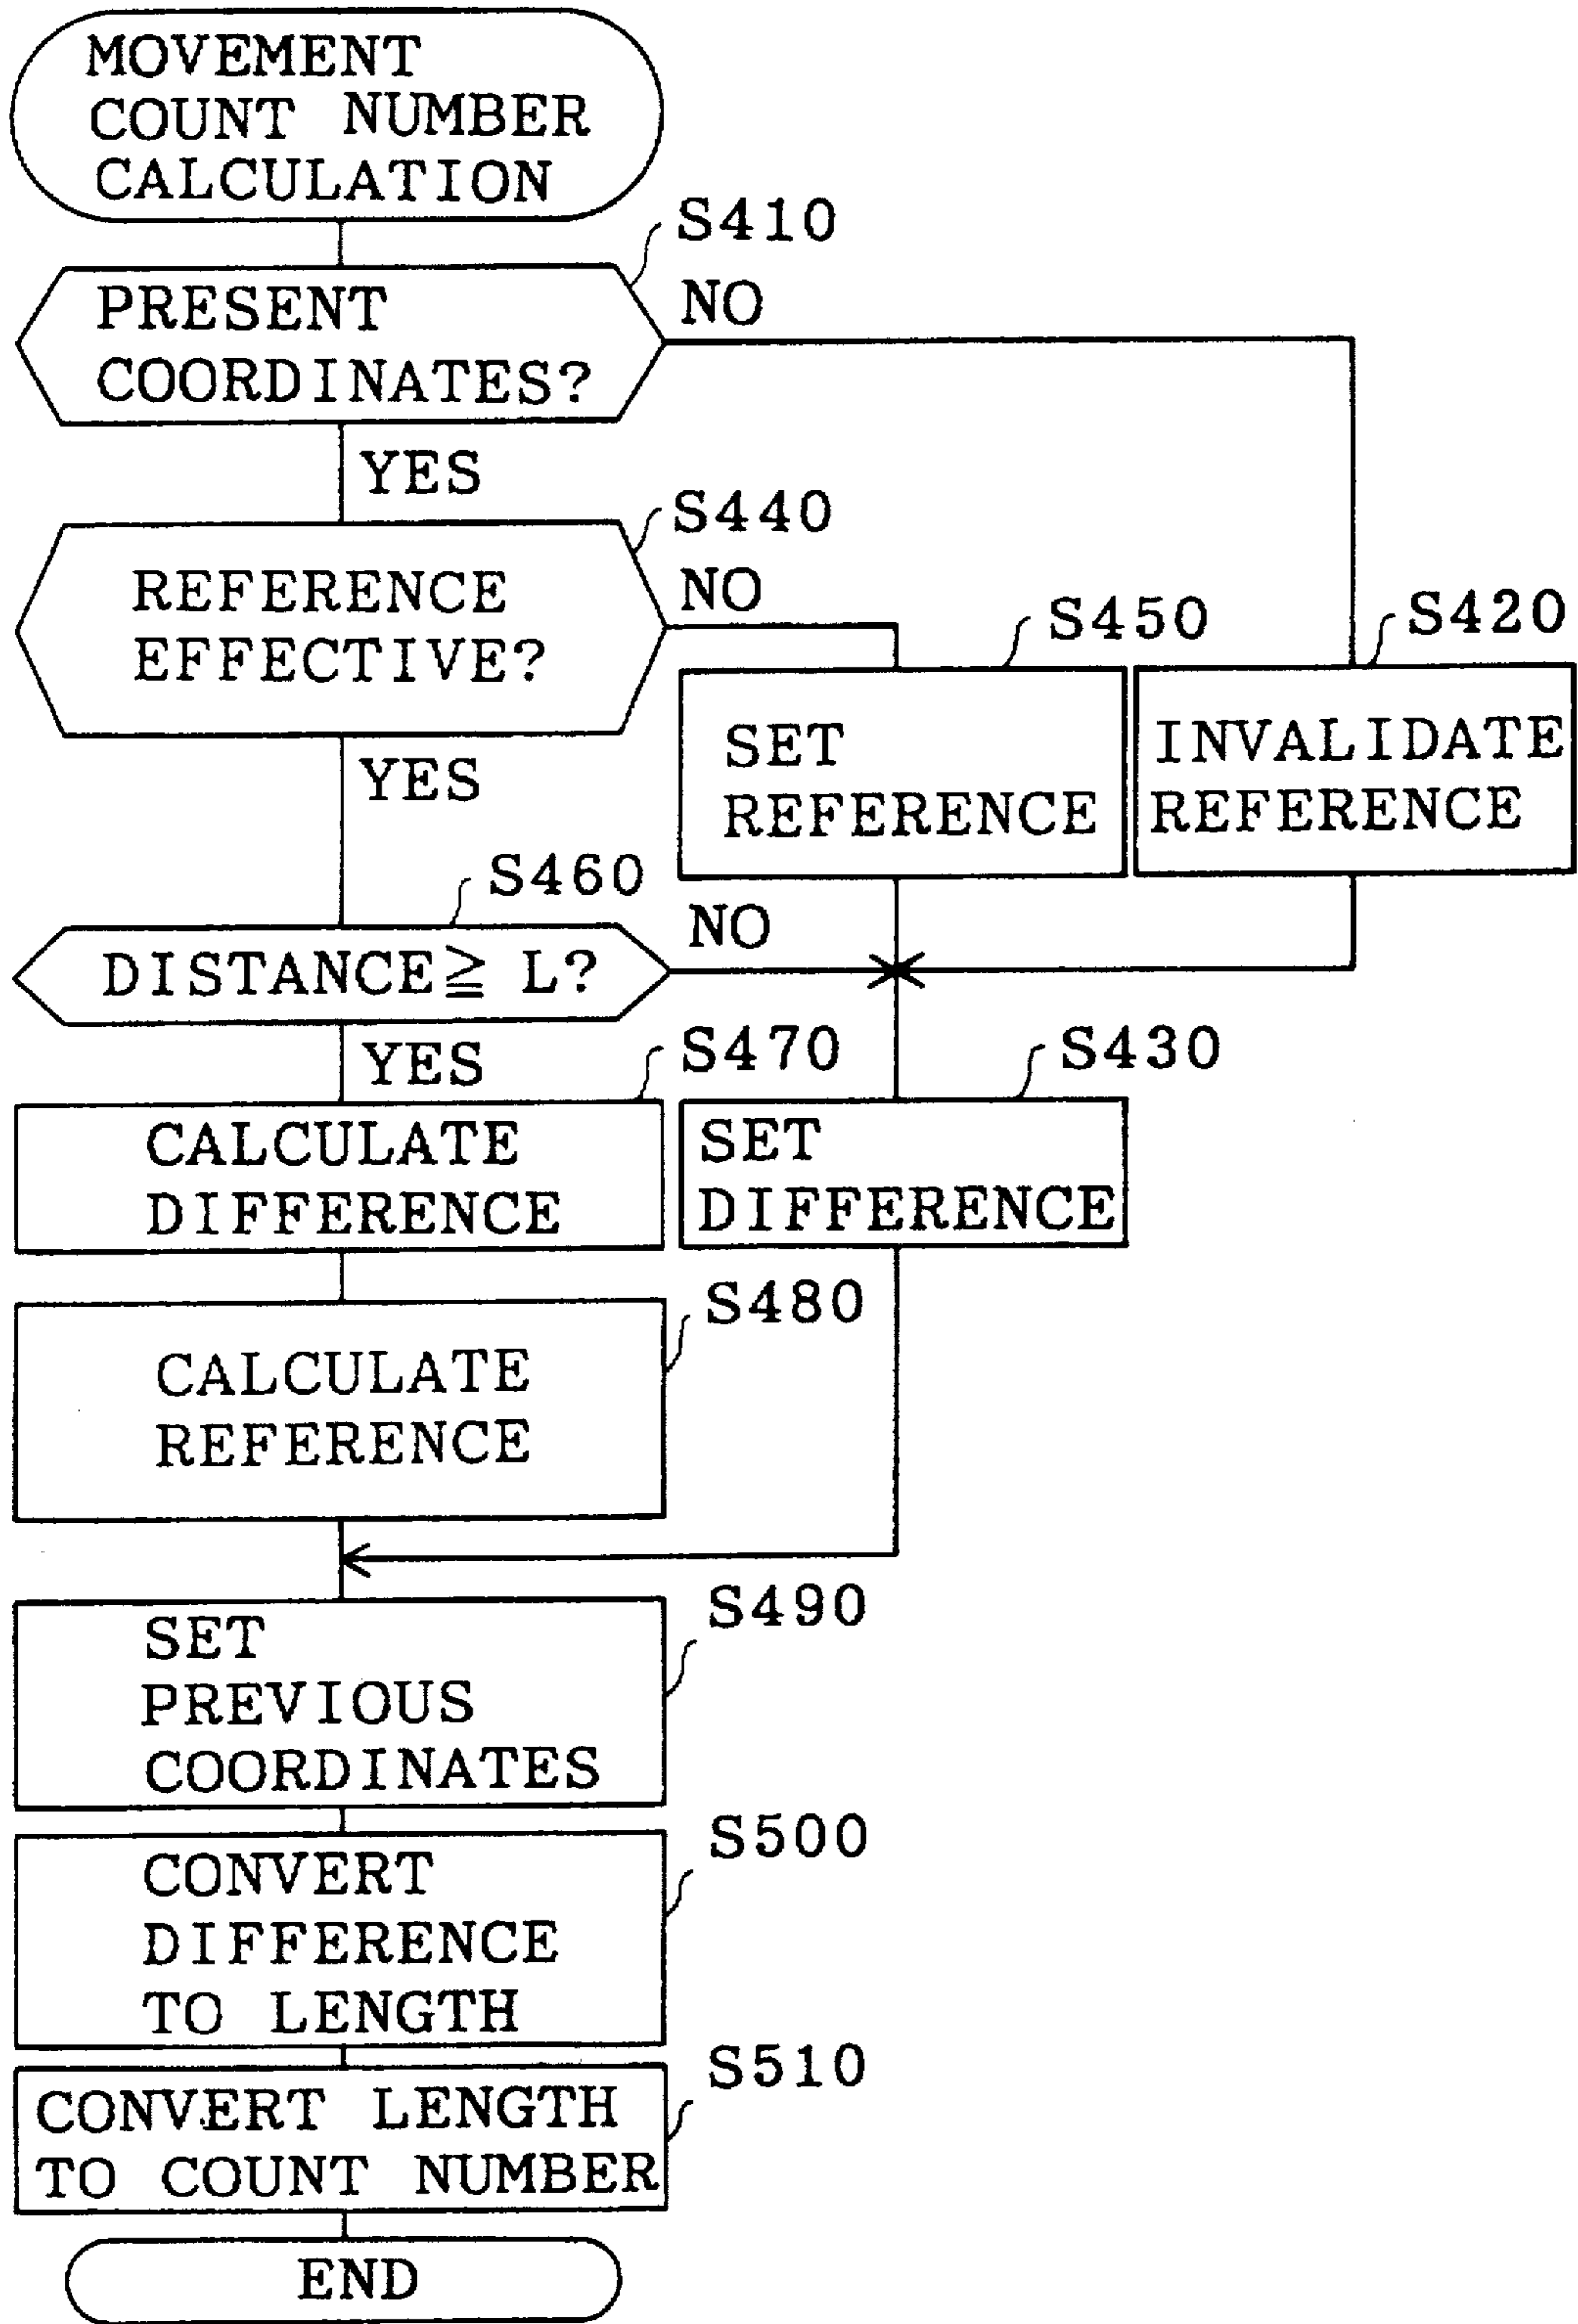 MOVEMENT
COUNT NUMBER
CALCULATION
S410
PRESENT
COORDINATES?
NO
YES
S440
REFERENCE
EFFECTIVE?
NO
YES
S450
SET
REFERENCE
S420
INVALIDATE
REFERENCE
S460
DISTANCE≧ L?
NO
YES
S470
CALCULATE
DIFFERENCE
S430
SET
DIFFERENCE
S480
CALCULATE
REFERENCE
S490
SET
PREVIOUS
COORDINATES
S500
CONVERT
DIFFERENCE
TO LENGTH
S510
CONVERT LENGTH
TO COUNT NUMBER
END